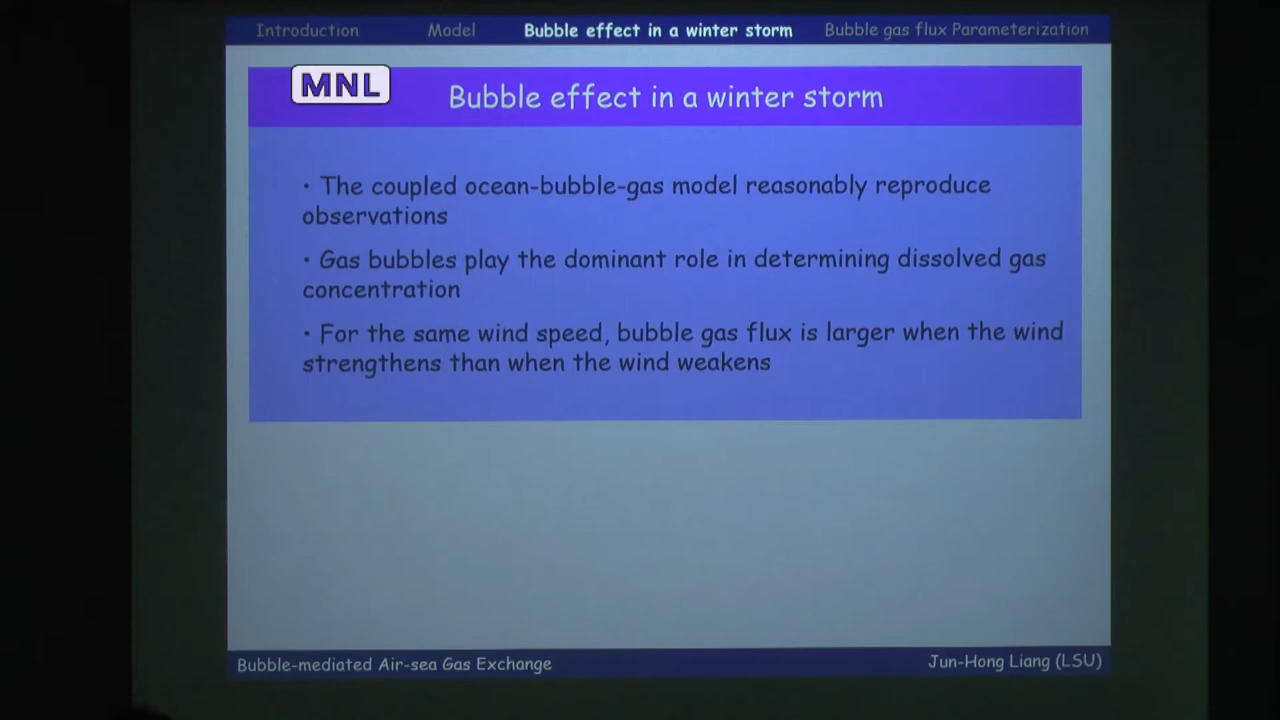 Introduction Model Bubble effect in a winter storm Bubble gas flux Parameterization
MNL
Bubble effect in a winter storm
• The coupled ocean-bubble-gas model reasonably reproduce
observations
• Gas bubbles play the dominant role in determining dissolved gas
concentration
• For the same wind speed, bubble gas flux is larger when the wind
strengthens than when the wind weakens
Bubble-mediated Air-sea Gas Exchange Jun-Hong Liang (LSU)